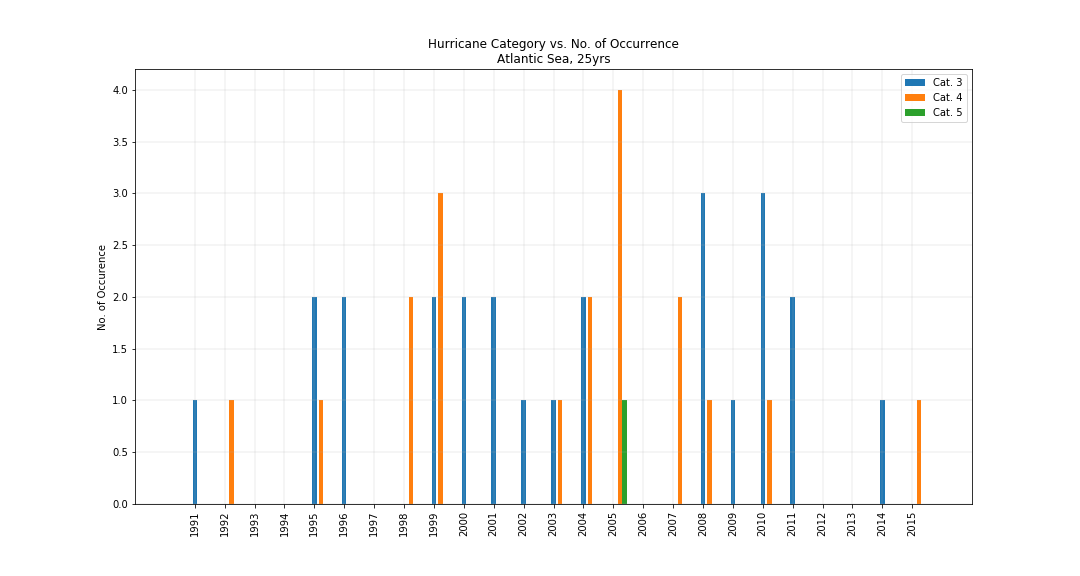 Hurricane Category vs. No. of Occurrence
Atlantic Sea, 25yrs
Cat. 3
Cat. 4
Cat. 5
No. of Occurence
4.0
3.5
3.0
2.5
2.0
1.5
1.0
0.5
0.0
1991 1992 1993 1994 1995 1996 1997 1998 1999 2000 2001 2002 2003 2004 2005 2006 2007 2008 2009 2010 2011 2012 2013 2014 2015